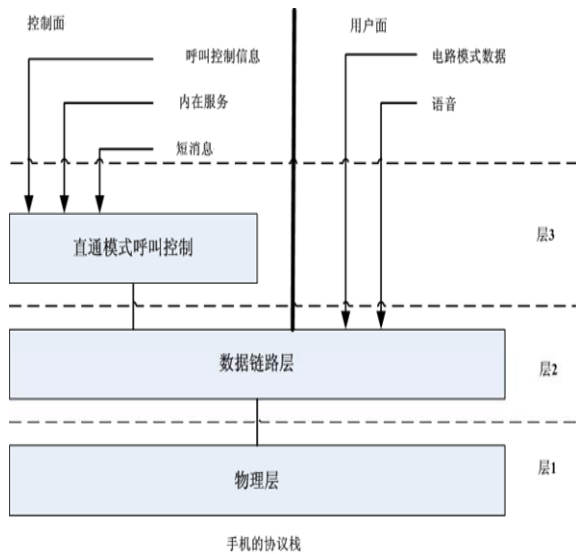 控制面
用户面
呼叫控制信息
电路模式数据
内在服务
语音
短消息
直通模式呼叫控制
层3
数据链路层
层2
物理层
层1
手机的协议栈